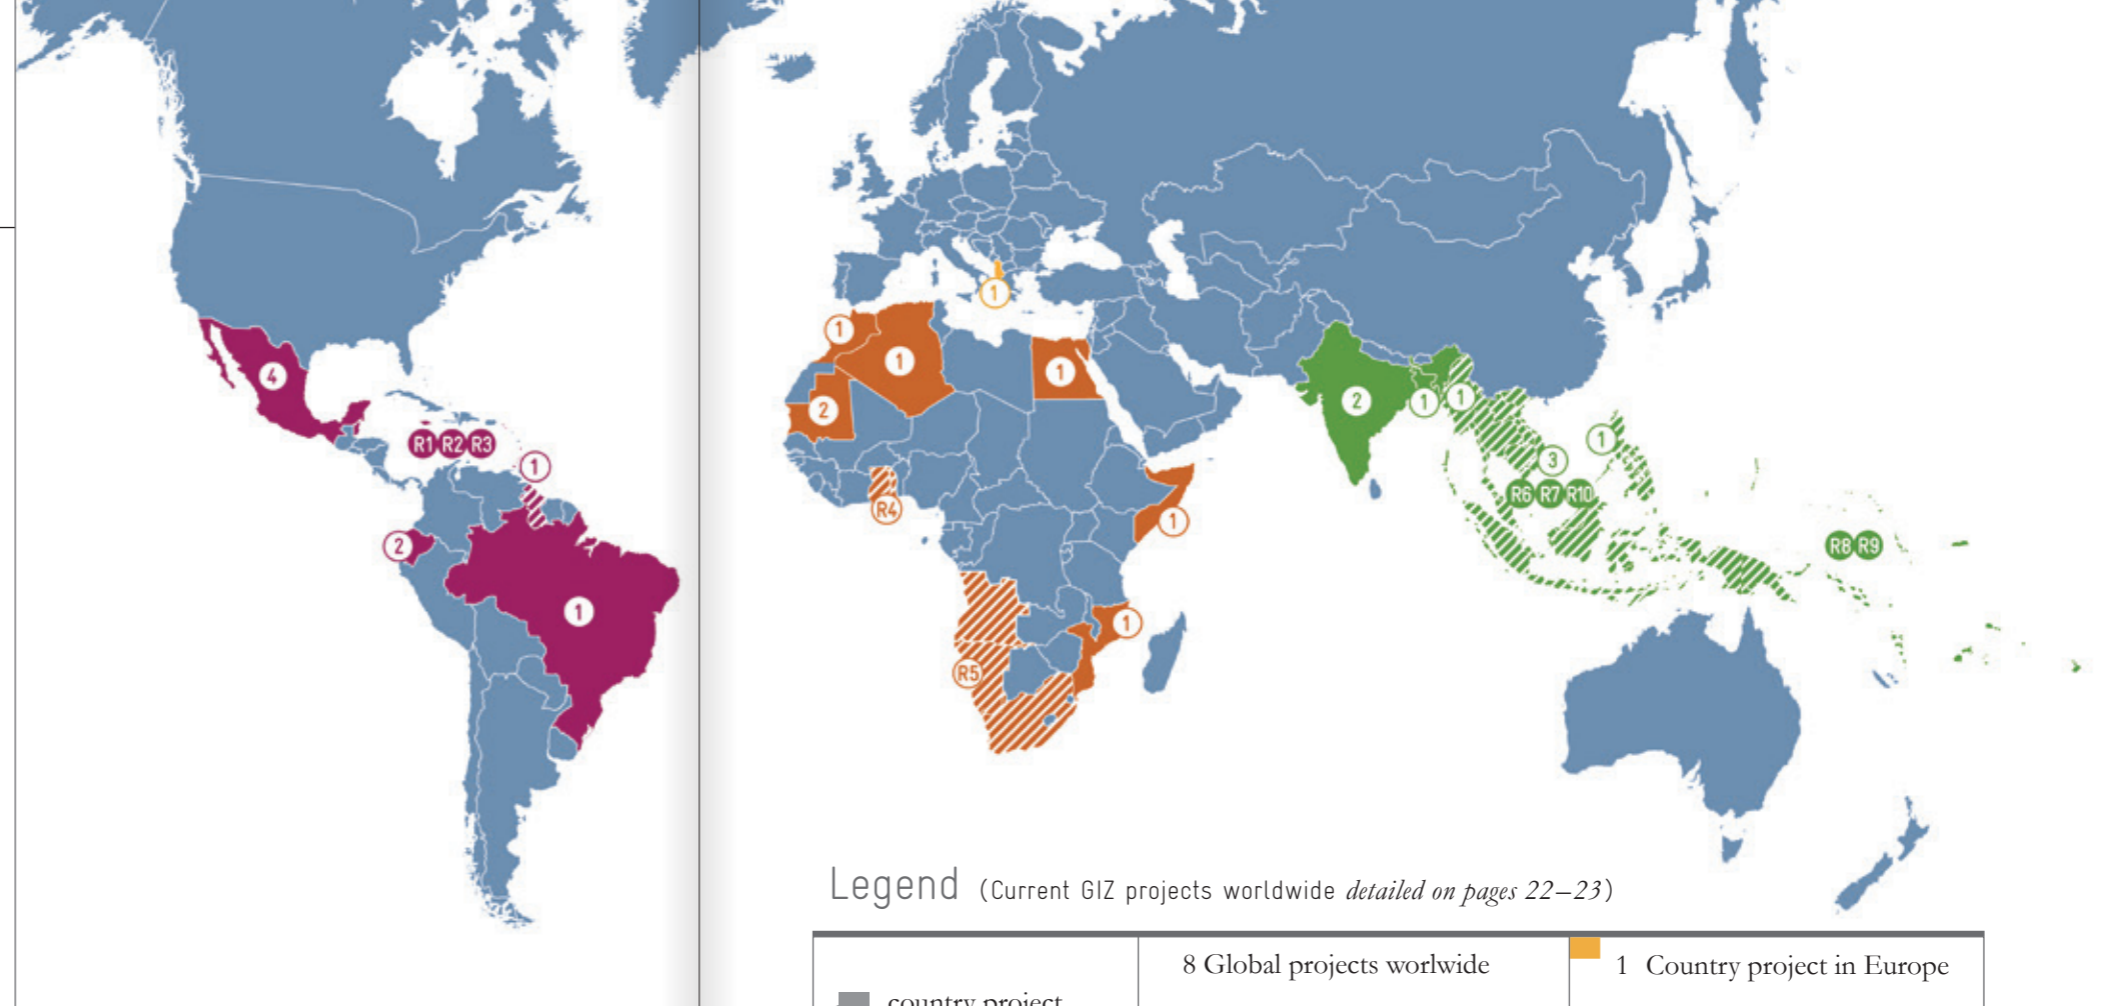 1
1
1
1
4
2
2
1
1
1
R1 R2 R3
1
3
R6 R7 R10
R4
1
2
R8 R9
1
1
R5
Legend (Current GIZ projects worldwide detailed on pages 22–23)
8 Global projects worlwide
1 Country project in Europe
country project